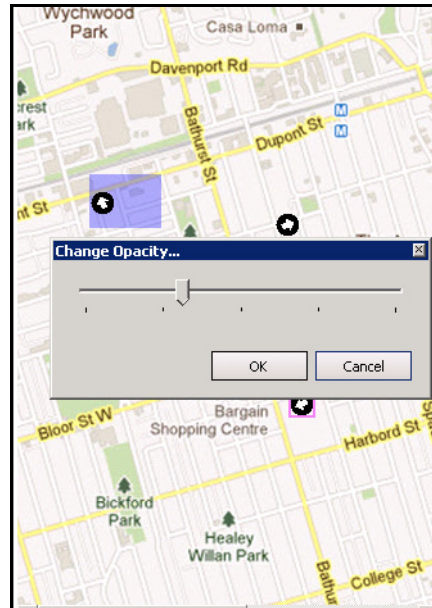 Wychwood
Park
Casa Loma
Davenport Rd
crest
ark
Bathurst St
M
Dupont St
M
nt St
Change Opacity...
OK
Cancel
Bloor St W
Bargain
Shopping Centre
Harbord St
Bickford
Park
Healey
Willan Park
Bathur
College St